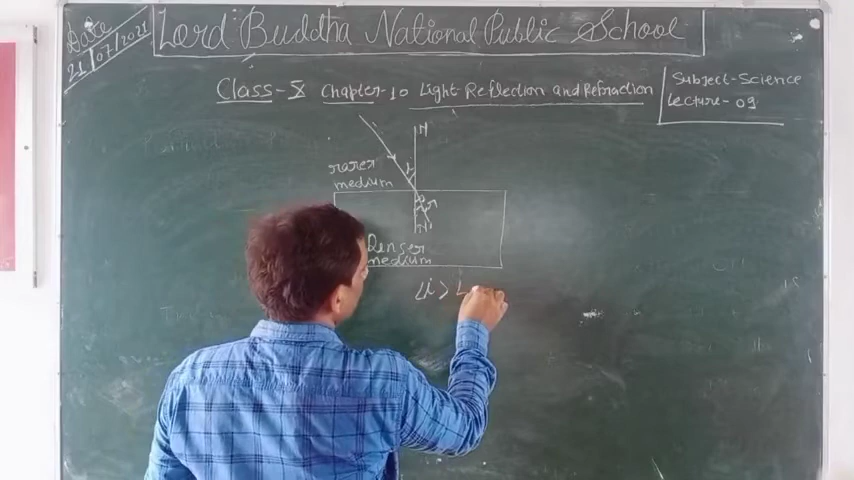 Date
21/07/2021
Lord Buddha National Public School
Class-X Chapter-10 Light-Reflection and Refraction
Subject-Science
Lecture-09
N
rarer
medium
i
r
N'
Denser
medium
∠i > ∠